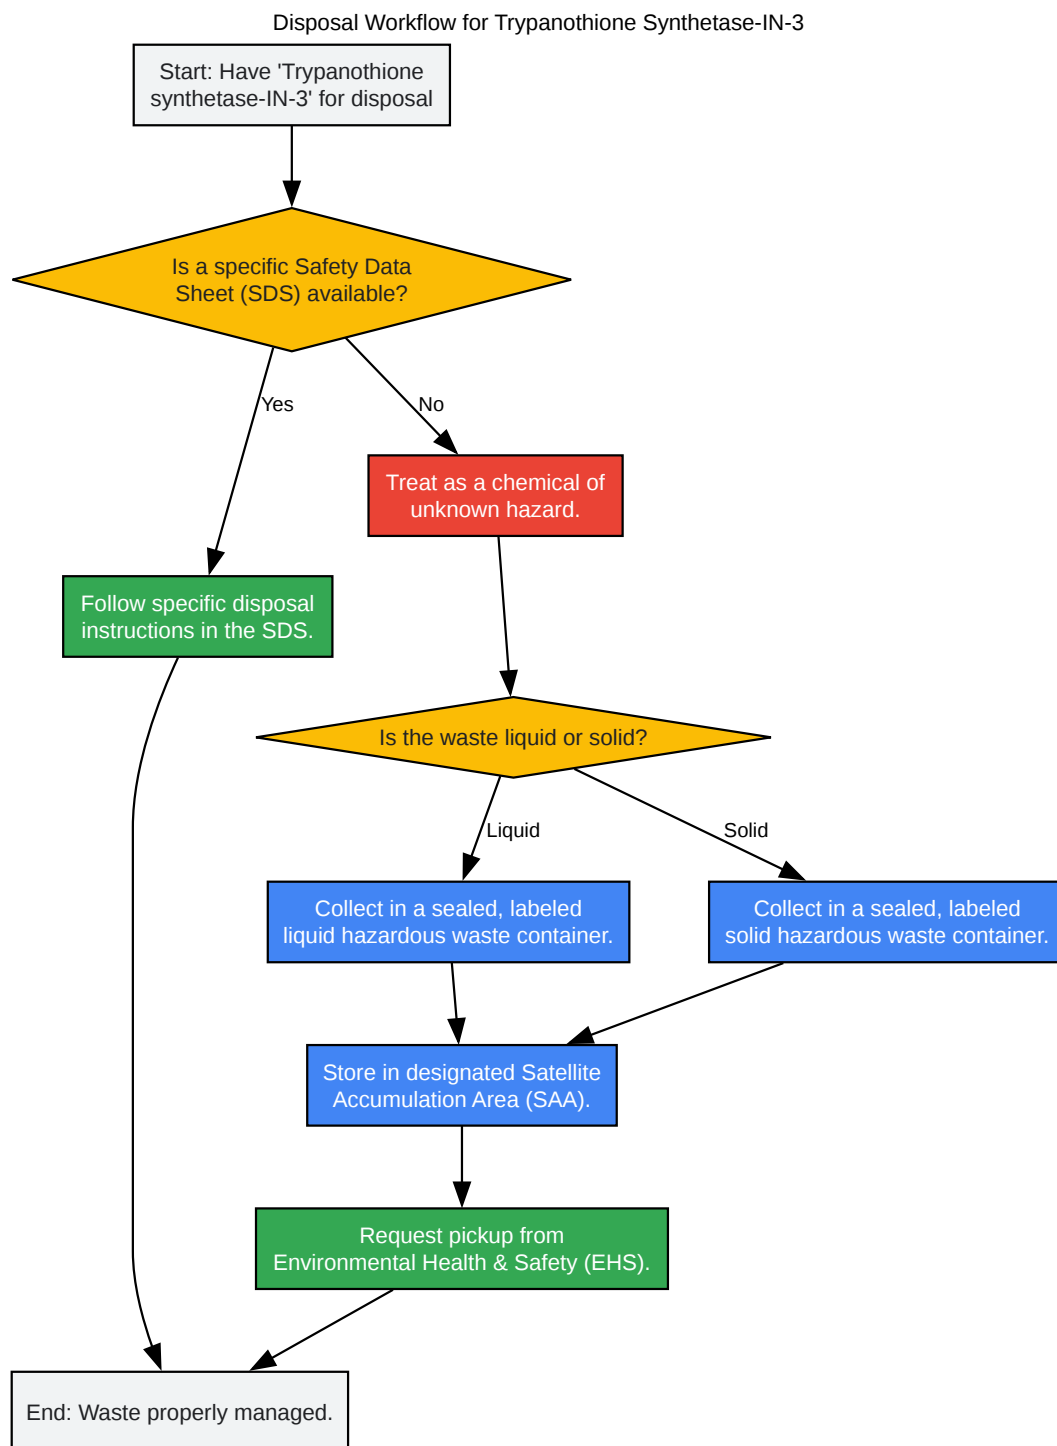 Disposal Workflow for Trypanothione Synthetase-IN-3
Start: Have 'Trypanothione
synthetase-IN-3' for disposal
Is a specific Safety Data
Sheet (SDS) available?
Yes
No
Treat as a chemical of
unknown hazard.
Follow specific disposal
instructions in the SDS.
Is the waste liquid or solid?
Liquid
Solid
Collect in a sealed, labeled
liquid hazardous waste container.
Collect in a sealed, labeled
solid hazardous waste container.
Store in designated Satellite
Accumulation Area (SAA).
Request pickup from
Environmental Health & Safety (EHS).
End: Waste properly managed.